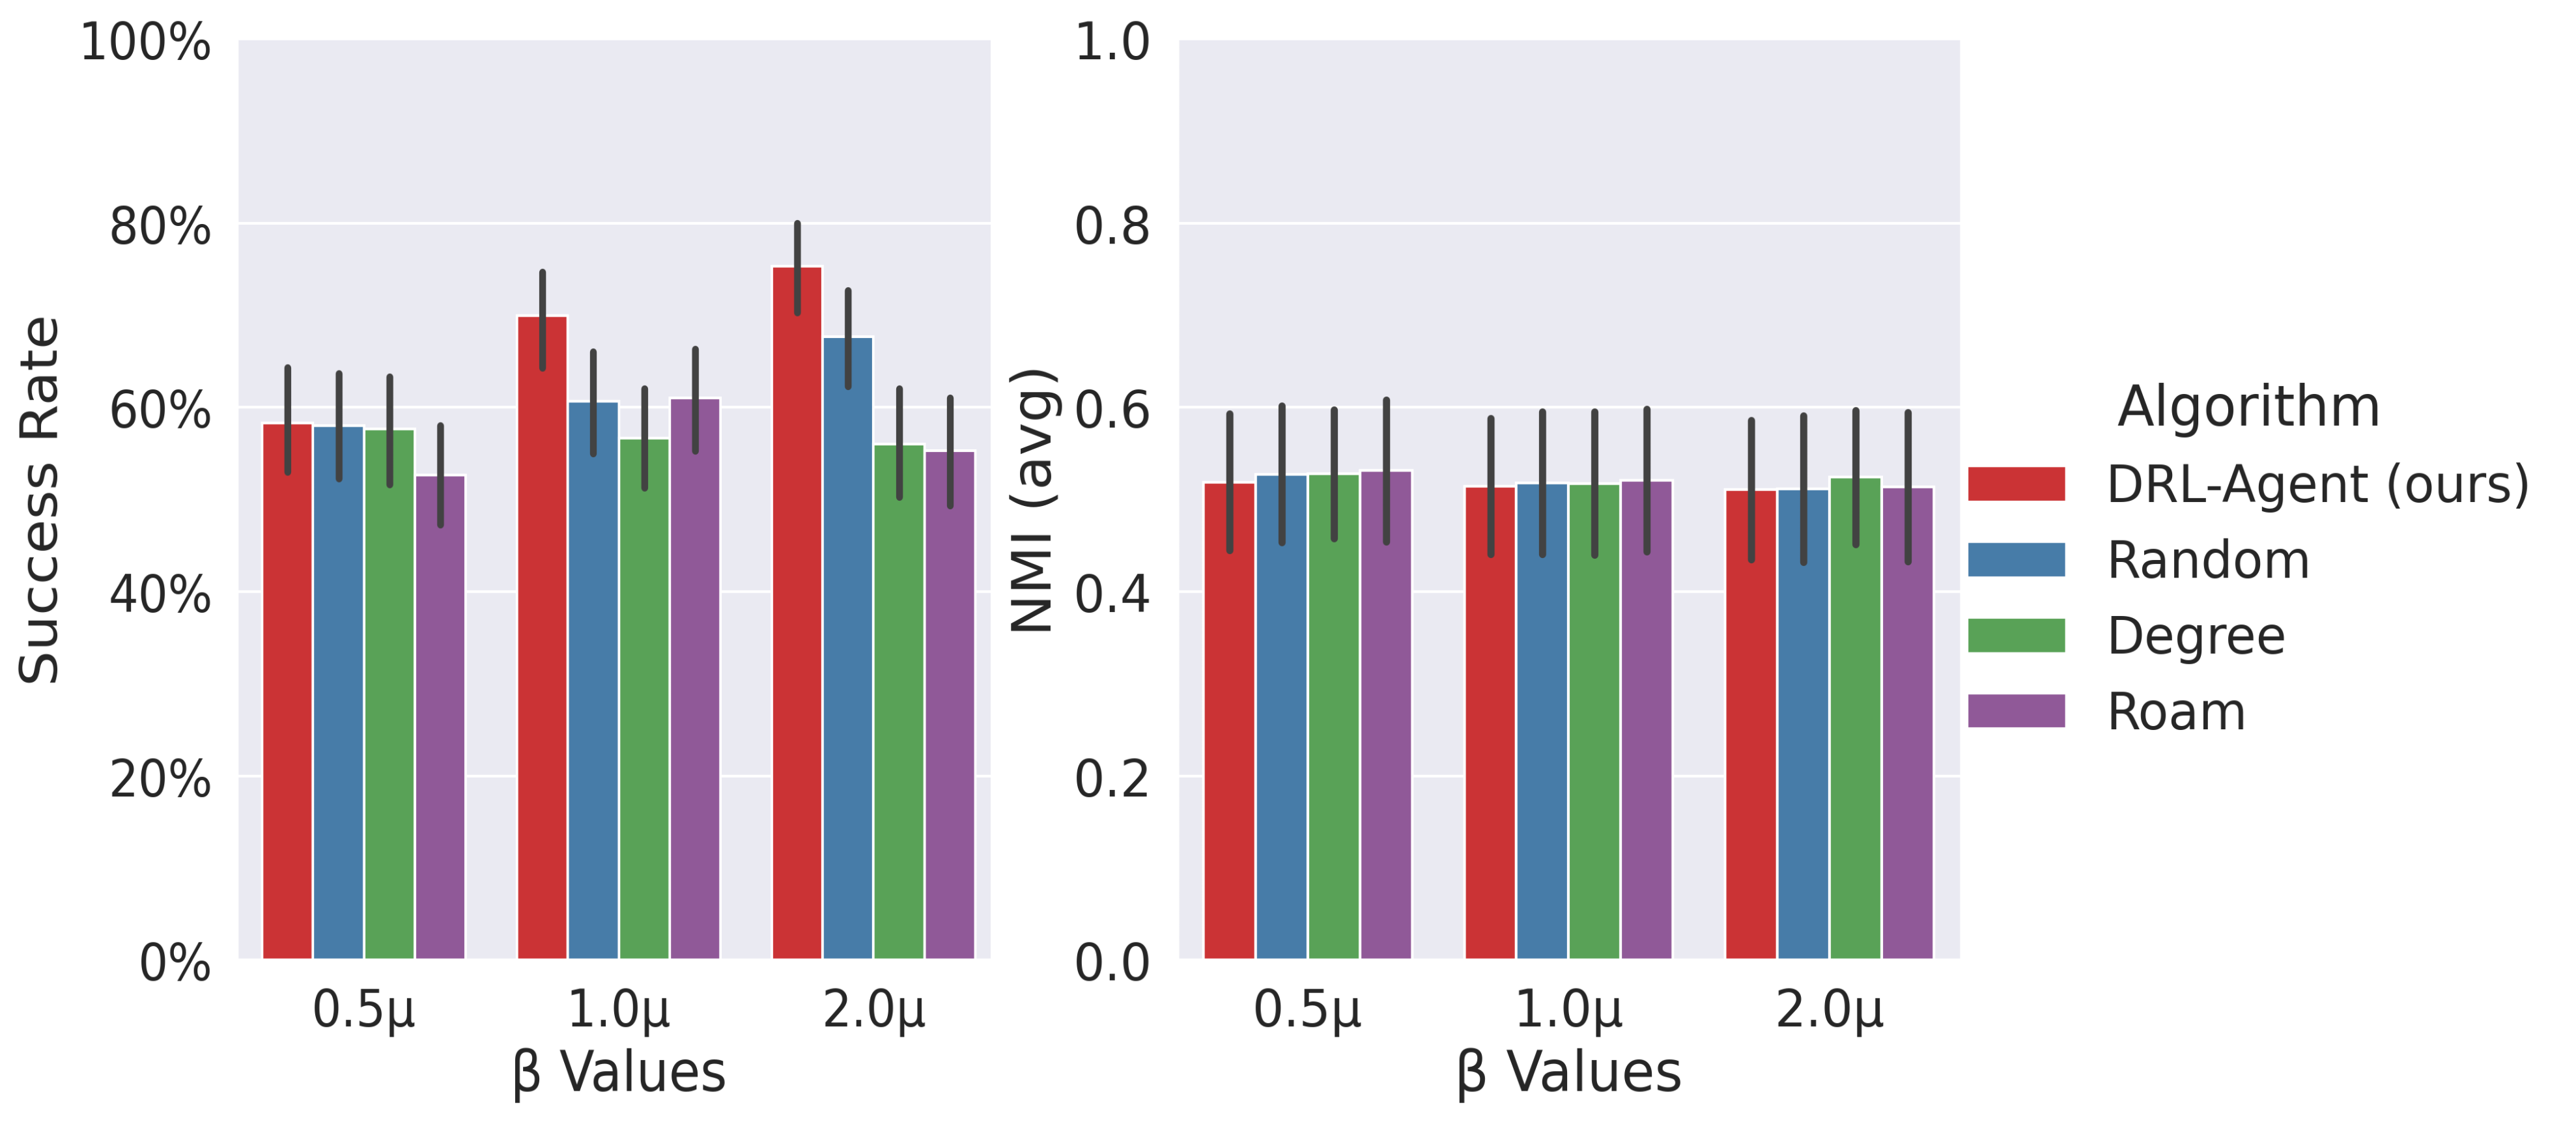 100%
80%
60%
40%
20%
0%
Success Rate
0.5μ 1.0μ 2.0μ
β Values
1.0
0.8
0.6
0.4
0.2
0.0
NMI (avg)
0.5μ 1.0μ 2.0μ
β Values
Algorithm
DRL-Agent (ours)
Random
Degree
Roam